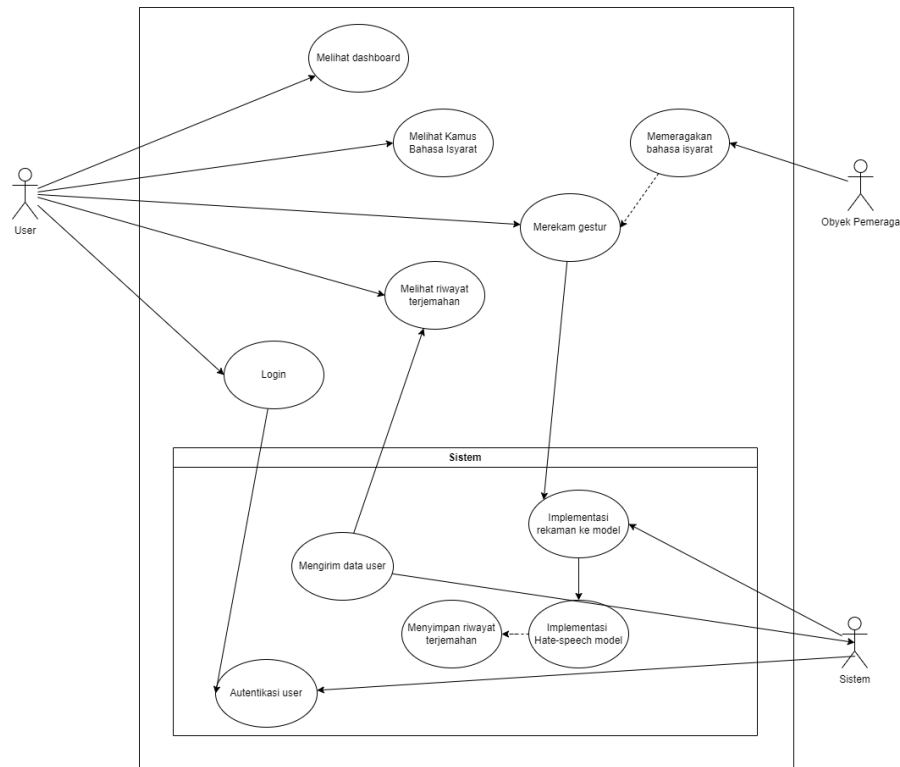 Melihat dashboard
Melihat Kamus
Bahasa Isyarat
Memeragakan
bahasa isyarat
User
Merekam gestur
Obyek Pemeraga
Melihat riwayat
terjemahan
Login
Sistem
Implementasi
rekaman ke model
Mengirim data user
Menyimpan riwayat
terjemahan
Implementasi
Hate-speech model
Autentikasi user
Sistem